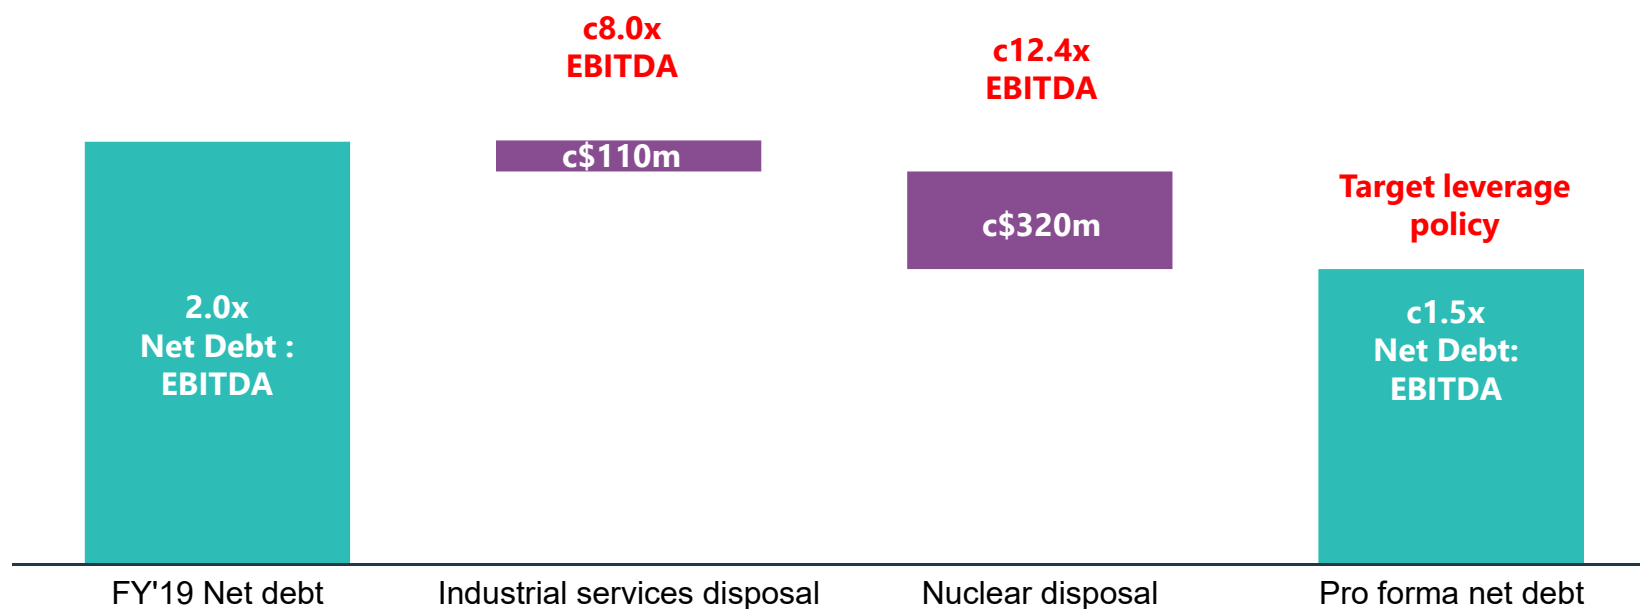 c8.0x
EBITDA
c12.4x
EBITDA
c$110m
Target leverage
policy
c$320m
2.0x
Net Debt :
EBITDA
c1.5x
Net Debt:
EBITDA
FY'19 Net debt
Industrial services disposal
Nuclear disposal
Pro forma net debt